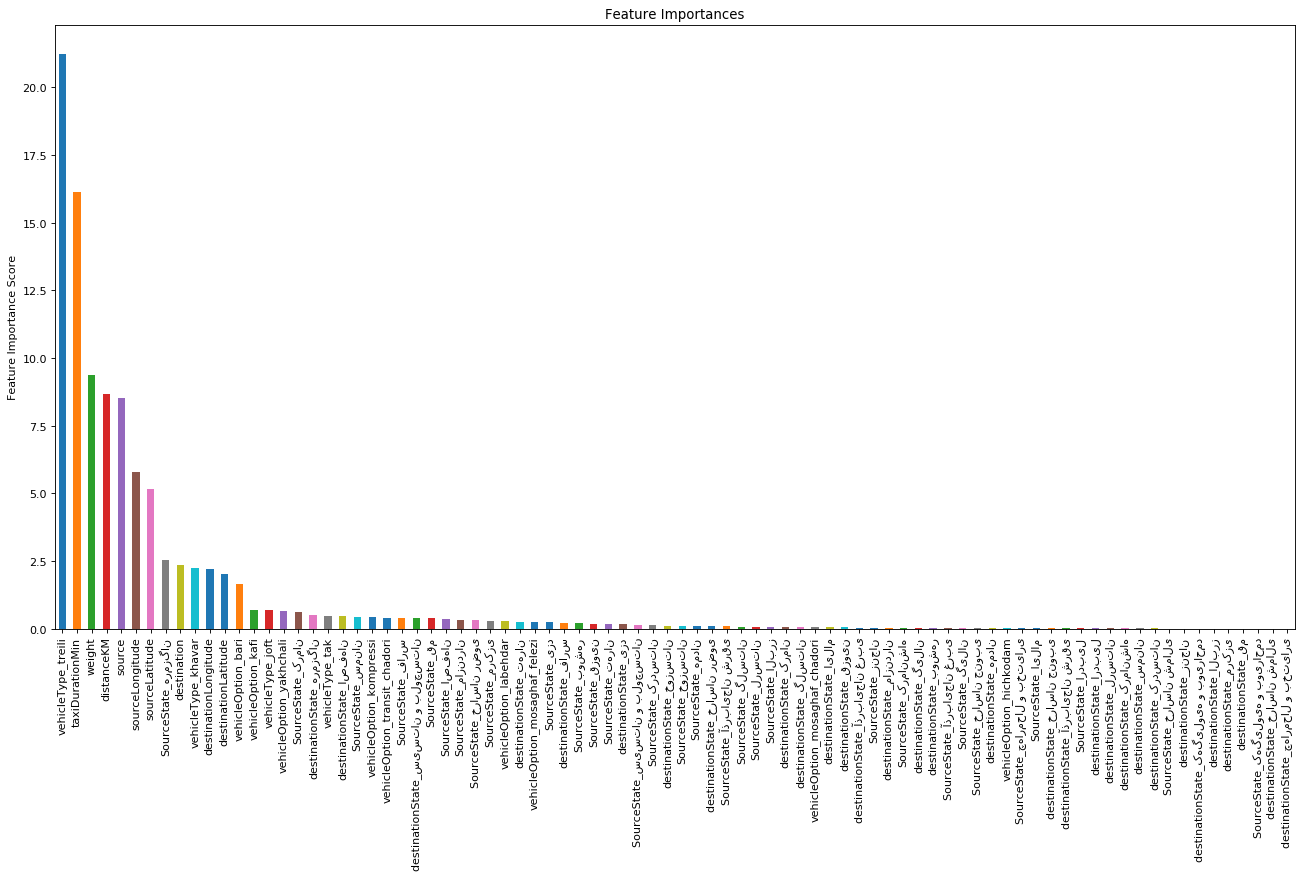 Feature Importances
Feature Importance Score
20.0
17.5
15.0
12.5
10.0
7.5
5.0
2.5
0.0
vehicleType_treili
taxiDurationMin
weight
distanceKM
source
sourceLongitude
sourceLatitude
SourceState_هرمزگان
destination
vehicleType_khavar
destinationLongitude
destinationLatitude
vehicleOption_bari
vehicleOption_kafi
vehicleType_joft
vehicleOption_yakhchali
SourceState_کرمان
destinationState_هرمزگان
vehicleType_tak
destinationState_اصفهان
SourceState_سمنان
vehicleOption_kompressi
vehicleOption_transit_chadori
SourceState_فارس
destinationState_سیستان و بلوچستان
SourceState_قم
SourceState_اصفهان
SourceState_مازندران
SourceState_خراسان رضوی
SourceState_مرکزی
vehicleOption_labehdar
destinationState_تهران
vehicleOption_mosaghaf_felezi
SourceState_یزد
destinationState_فارس
SourceState_بوشهر
SourceState_قزوین
SourceState_تهران
destinationState_یزد
SourceState_سیستان و بلوچستان
SourceState_کردستان
destinationState_خوزستان
SourceState_خوزستان
SourceState_همدان
destinationState_خراسان رضوی
SourceState_آذربایجان شرقی
SourceState_گلستان
SourceState_لرستان
SourceState_البرز
destinationState_کرمان
destinationState_گلستان
vehicleOption_mosaghaf_chadori
destinationState_ایلام
destinationState_قزوین
destinationState_آذربایجان غربی
SourceState_زنجان
destinationState_مازندران
SourceState_کرمانشاه
destinationState_گیلان
destinationState_بوشهر
SourceState_آذربایجان غربی
SourceState_گیلان
SourceState_خراسان جنوبی
destinationState_همدان
vehicleOption_hichkodam
SourceState_چهارمحال و بختیاری
SourceState_ایلام
destinationState_خراسان جنوبی
destinationState_آذربایجان شرقی
SourceState_اردبیل
destinationState_اردبیل
destinationState_لرستان
destinationState_کرمانشاه
destinationState_سمنان
destinationState_کردستان
SourceState_خراسان شمالی
destinationState_زنجان
destinationState_کهگیلویه و بویراحمد
destinationState_البرز
destinationState_مرکزی
destinationState_قم
SourceState_کهگیلویه و بویراحمد
destinationState_خراسان شمالی
destinationState_چهارمحال و بختیاری